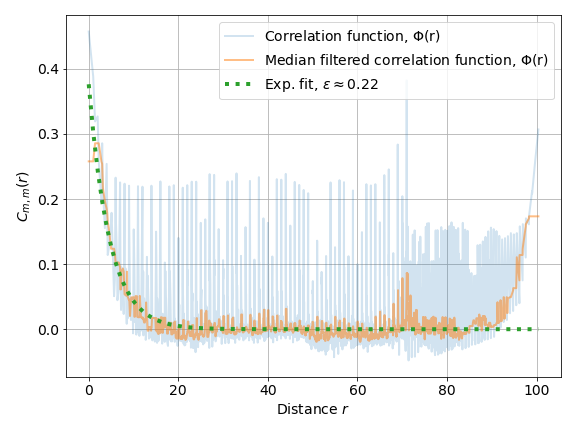 Correlation function, Φ(r)
Median filtered correlation function, Φ(r)
Exp. fit, ε ≈ 0.22
C_{m,m}(r)
0.4
0.3
0.2
0.1
0.0
0 20 40 60 80 100
Distance r